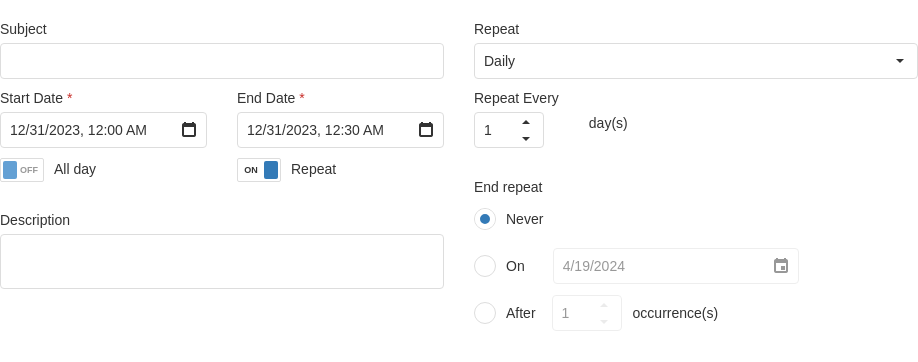 Subject
Start Date *
End Date *
12/31/2023, 12:00 AM
12/31/2023, 12:30 AM
OFF
All day
ON
Repeat
Description
Repeat
Daily
Repeat Every
1
day(s)
End repeat
Never
On
4/19/2024
After
1
occurrence(s)